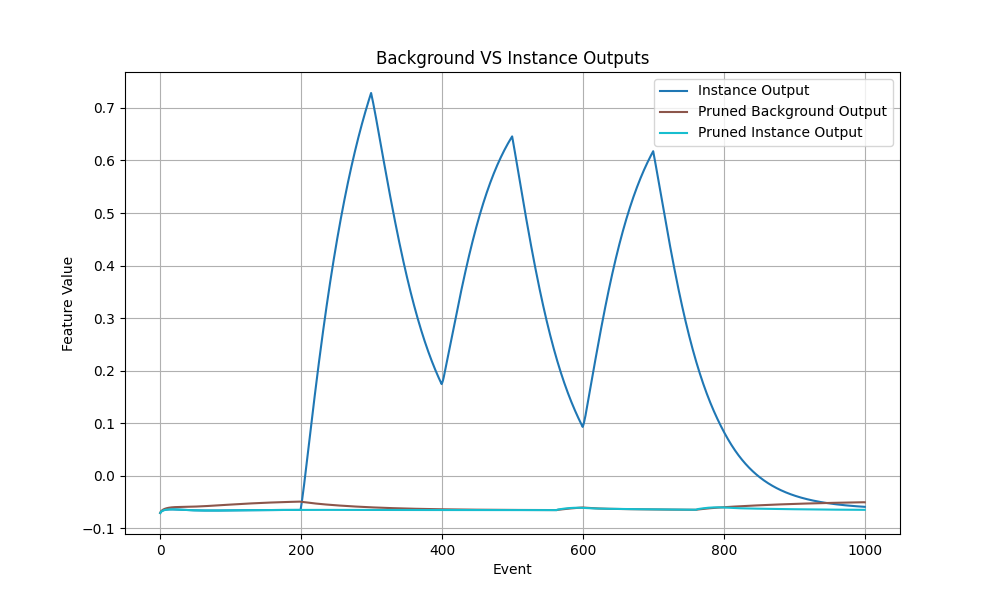 Background VS Instance Outputs
Instance Output
Pruned Background Output
Pruned Instance Output
Feature Value
0.7
0.6
0.5
0.4
0.3
0.2
0.1
0.0
−0.1
0 200 400 600 800 1000
Event